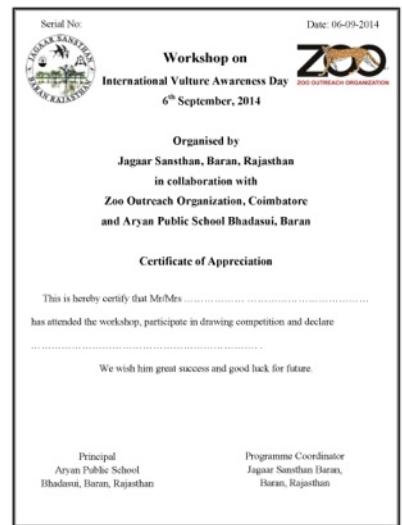 Serial No:
Date: 06-09-2014
JAGAAR SANSTHAN
BARAN RAJASTHAN
ZOO
ZOO OUTREACH ORGANIZATION
Workshop on
International Vulture Awareness Day
6th September, 2014
Organised by
Jagaar Sansthan, Baran, Rajasthan
in collaboration with
Zoo Outreach Organization, Coimbatore
and Aryan Public School Bhadasui, Baran
Certificate of Appreciation
This is hereby certify that Mr/Mrs ……………… ………………………………
has attended the workshop, participate in drawing competition and declare
…………………………………………………… .
We wish him great success and good luck for future.
Principal
Aryan Public School
Bhadasui, Baran, Rajasthan
Programme Coordinator
Jagaar Sansthan Baran,
Baran, Rajasthan